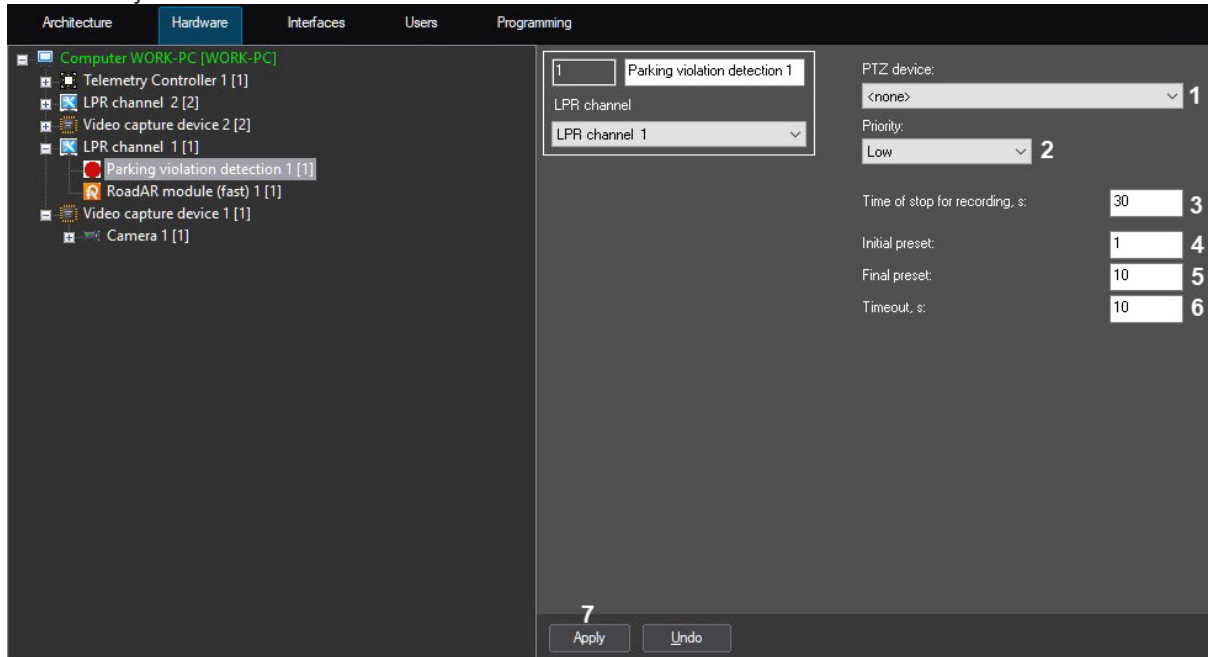 Architecture Hardware Interfaces Users Programming
Computer WORK-PC [WORK-PC]
Telemetry Controller 1 [1]
LPR channel 2 [2]
Video capture device 2 [2]
LPR channel 1 [1]
Parking violation detection 1 [1]
RoadAR module (fast) 1 [1]
Video capture device 1 [1]
Camera 1 [1]
1 Parking violation detection 1
LPR channel
LPR channel 1
PTZ device:
<none> 1
Priority:
Low 2
Time of stop for recording, s: 30 3
Initial preset: 1 4
Final preset: 10 5
Timeout, s: 10 6
7
Apply Undo